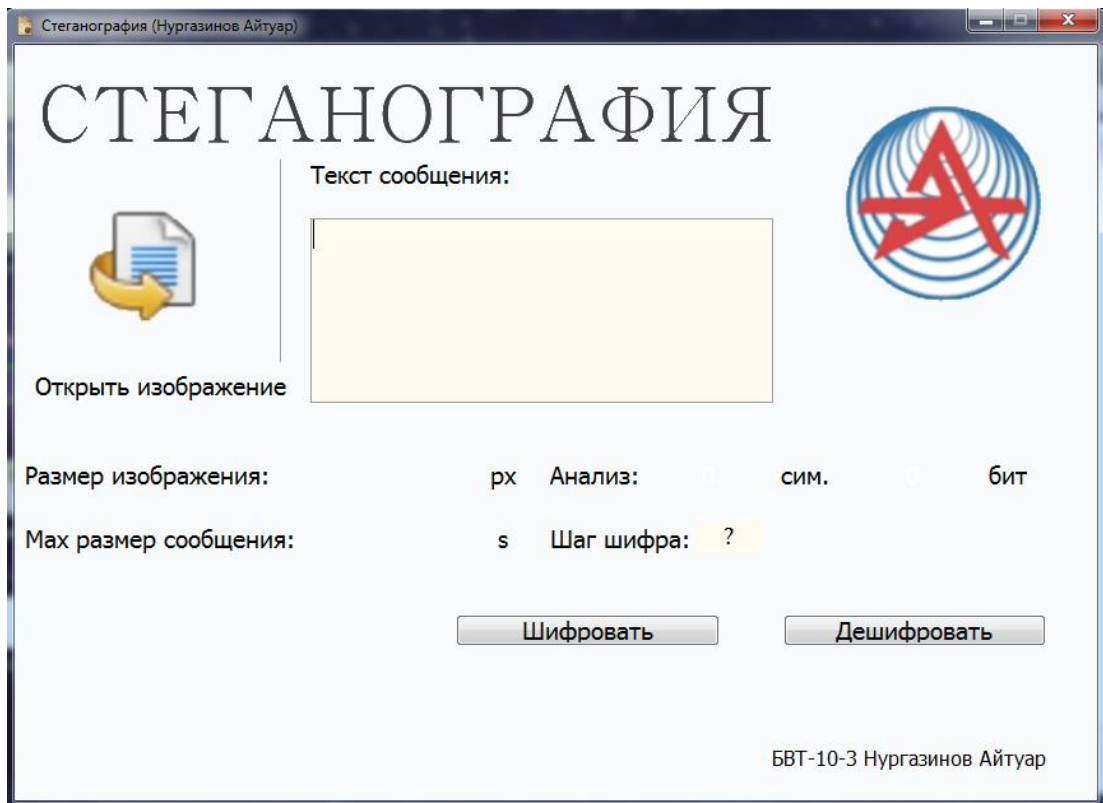 Стеганография (Нургазинов Айтуар)
СТЕГАНОГРАФИЯ
Текст сообщения:
Открыть изображение
Размер изображения: px Анализ: 0 сим. 0 бит
Мах размер сообщения: s Шаг шифра: ?
Шифровать Дешифровать
БВТ-10-3 Нургазинов Айтуар